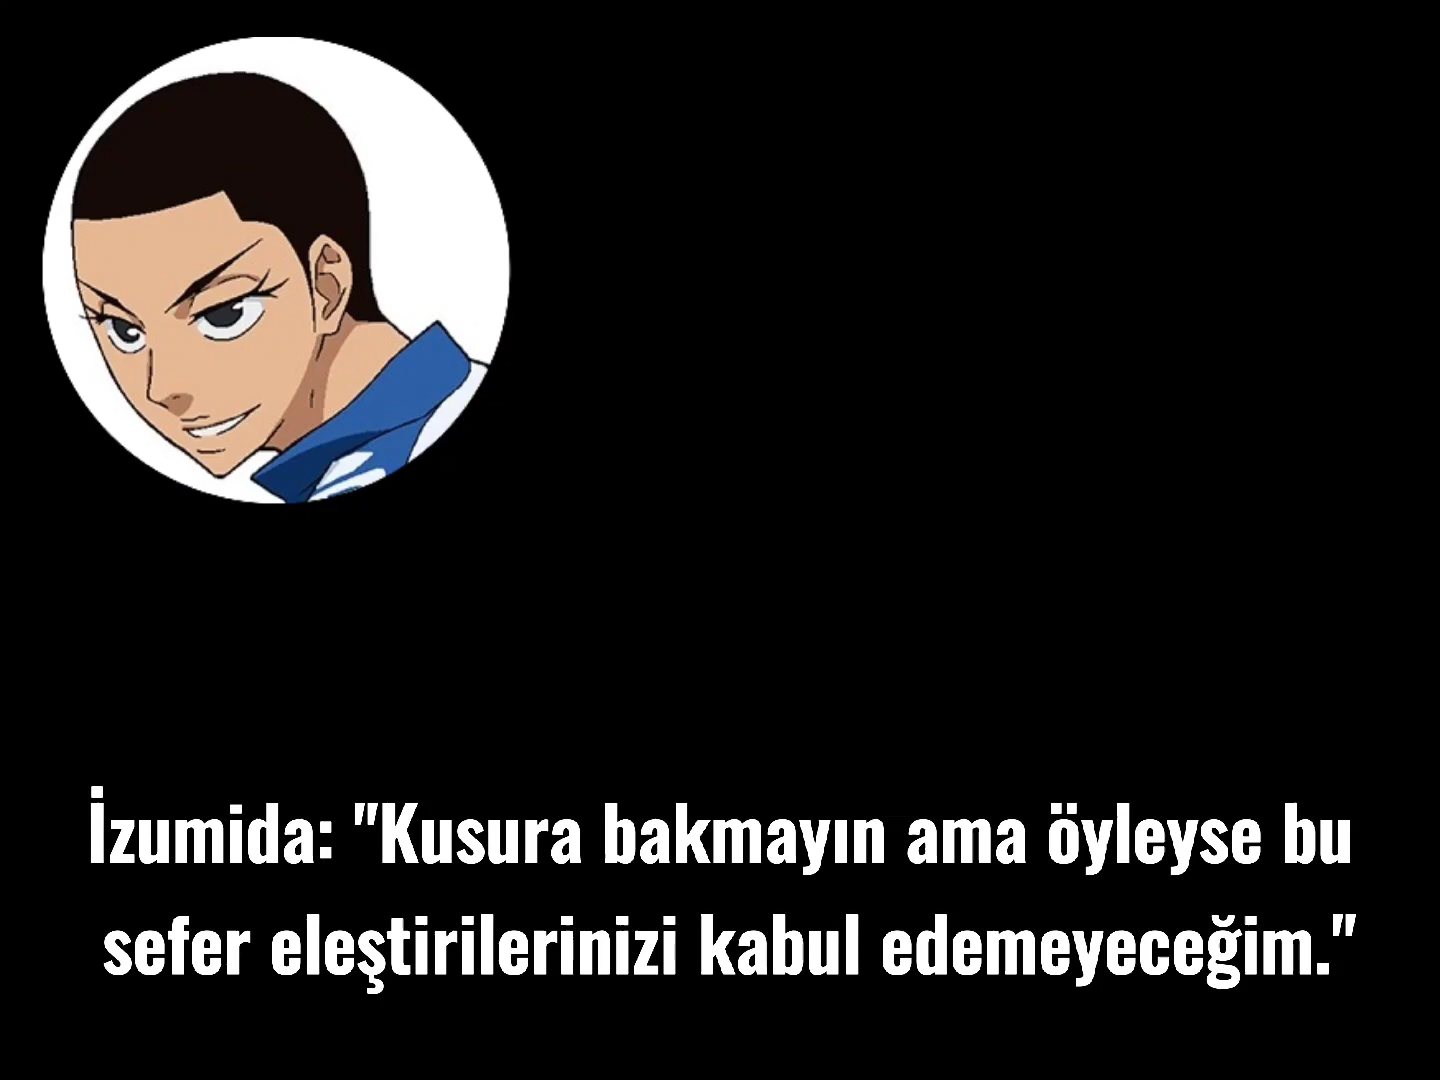 İzumida: "Kusura bakmayın ama öyleyse bu
sefer eleştirilerinizi kabul edemeyeceğim."